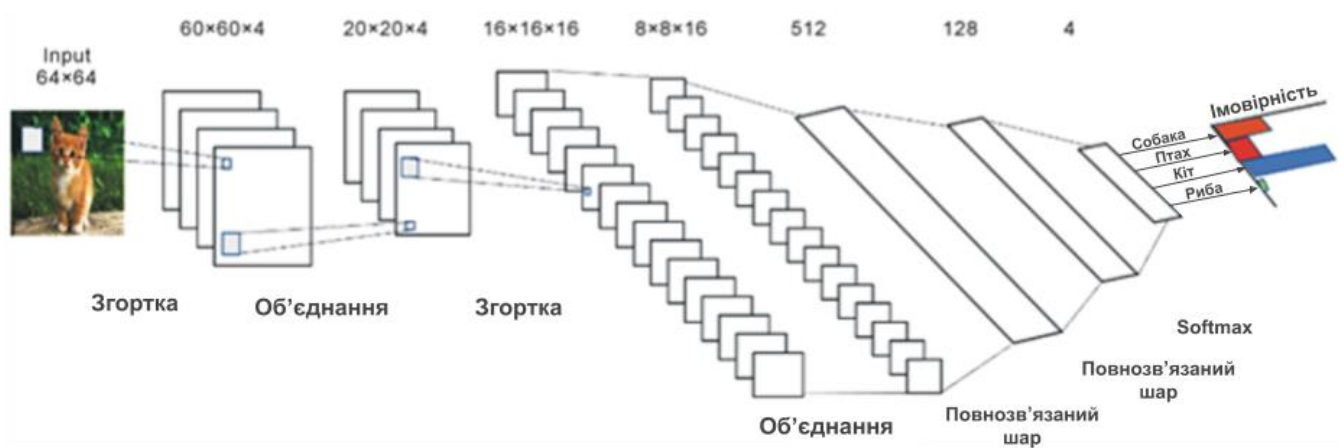 60×60×4
20×20×4
16×16×16
8×8×16
512
128
4
Input
64×64
Імовірність
Собака
Птах
Кіт
Риба
Згортка
Об’єднання
Згортка
Softmax
Повнозв’язаний
шар
Об’єднання
Повнозв’язаний
шар